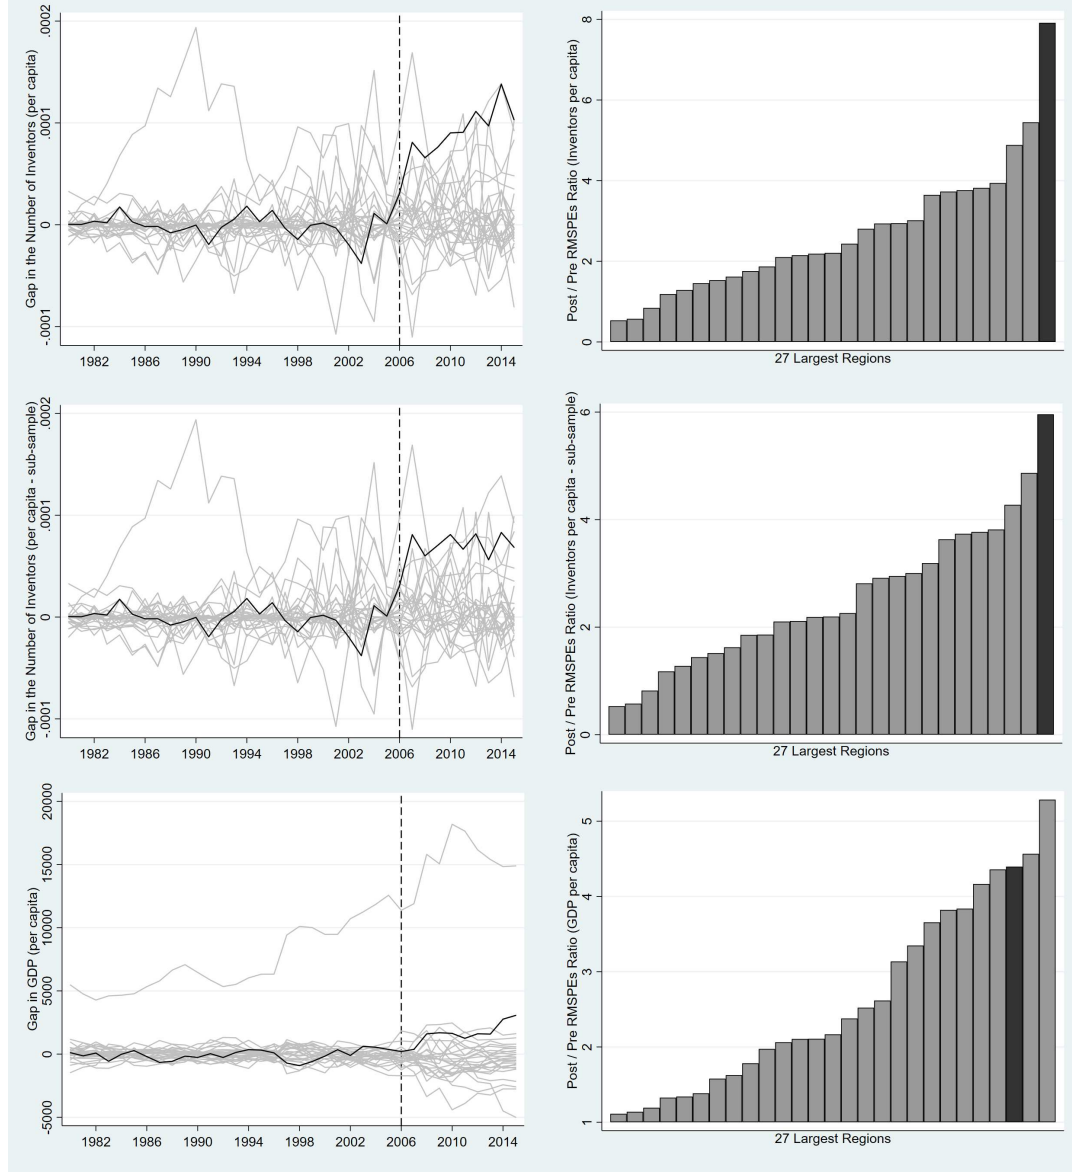 Gap in the Number of Inventors (per capita)
.0002
.0001
0
-.0001
1982 1986 1990 1994 1998 2002 2006 2010 2014
Post / Pre RMSPEs Ratio (Inventors per capita)
8
6
4
2
0
27 Largest Regions
Gap in the Number of Inventors (per capita - sub-sample)
.0002
.0001
0
-.0001
1982 1986 1990 1994 1998 2002 2006 2010 2014
Post / Pre RMSPEs Ratio (Inventors per capita - sub-sample)
6
4
2
0
27 Largest Regions
Gap in GDP (per capita)
20000
15000
10000
5000
0
-5000
1982 1986 1990 1994 1998 2002 2006 2010 2014
Post / Pre RMSPEs Ratio (GDP per capita)
5
4
3
2
1
27 Largest Regions